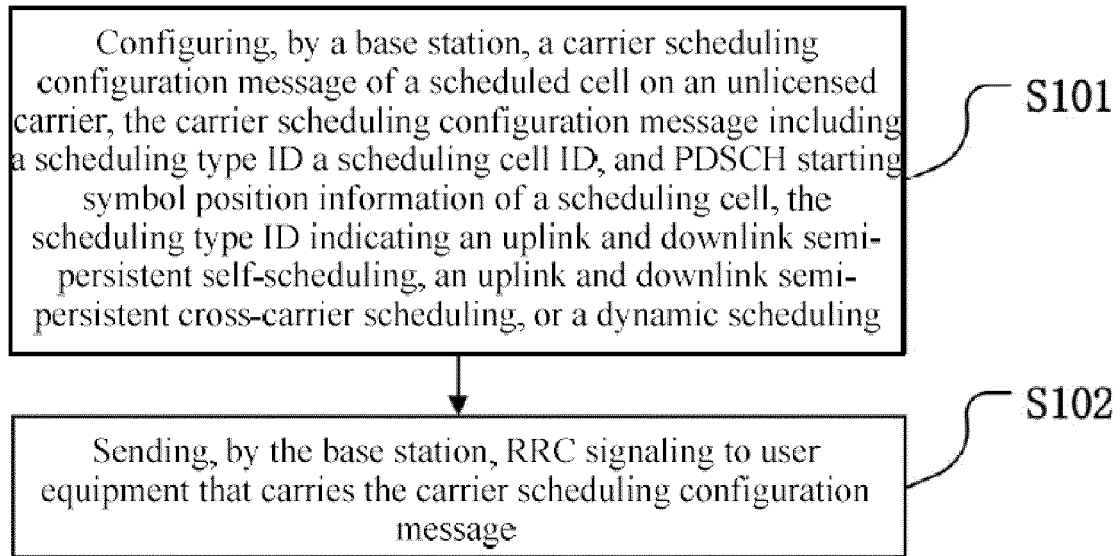 Configuring, by a base station, a carrier scheduling
configuration message of a scheduled cell on an unlicensed
carrier, the carrier scheduling configuration message including
a scheduling type ID a scheduling cell ID, and PDSCH starting
symbol position information of a scheduling cell, the
scheduling type ID indicating an uplink and downlink semi-
persistent self-scheduling, an uplink and downlink semi-
persistent cross-carrier scheduling, or a dynamic scheduling
S101
Sending, by the base station, RRC signaling to user
equipment that carries the carrier scheduling configuration
message
S102